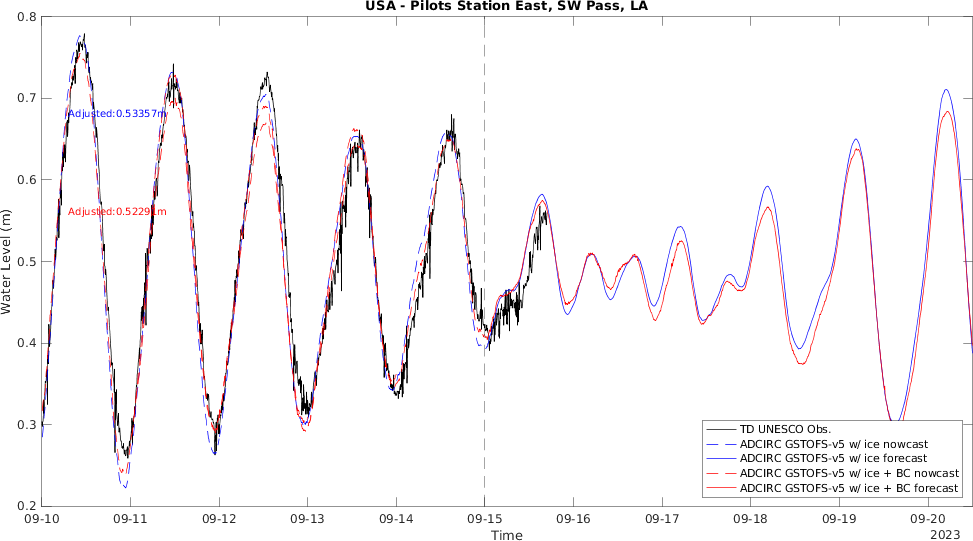 USA - Pilots Station East, SW Pass, LA
0.8
0.7
0.6
0.5
0.4
0.3
0.2
Water Level (m)
Adjusted:0.53357m
Adjusted:0.52291m
TD UNESCO Obs.
ADCIRC GSTOFS-v5 w/ ice nowcast
ADCIRC GSTOFS-v5 w/ ice forecast
ADCIRC GSTOFS-v5 w/ ice + BC nowcast
ADCIRC GSTOFS-v5 w/ ice + BC forecast
09-10 09-11 09-12 09-13 09-14 09-15 09-16 09-17 09-18 09-19 09-20
Time
2023